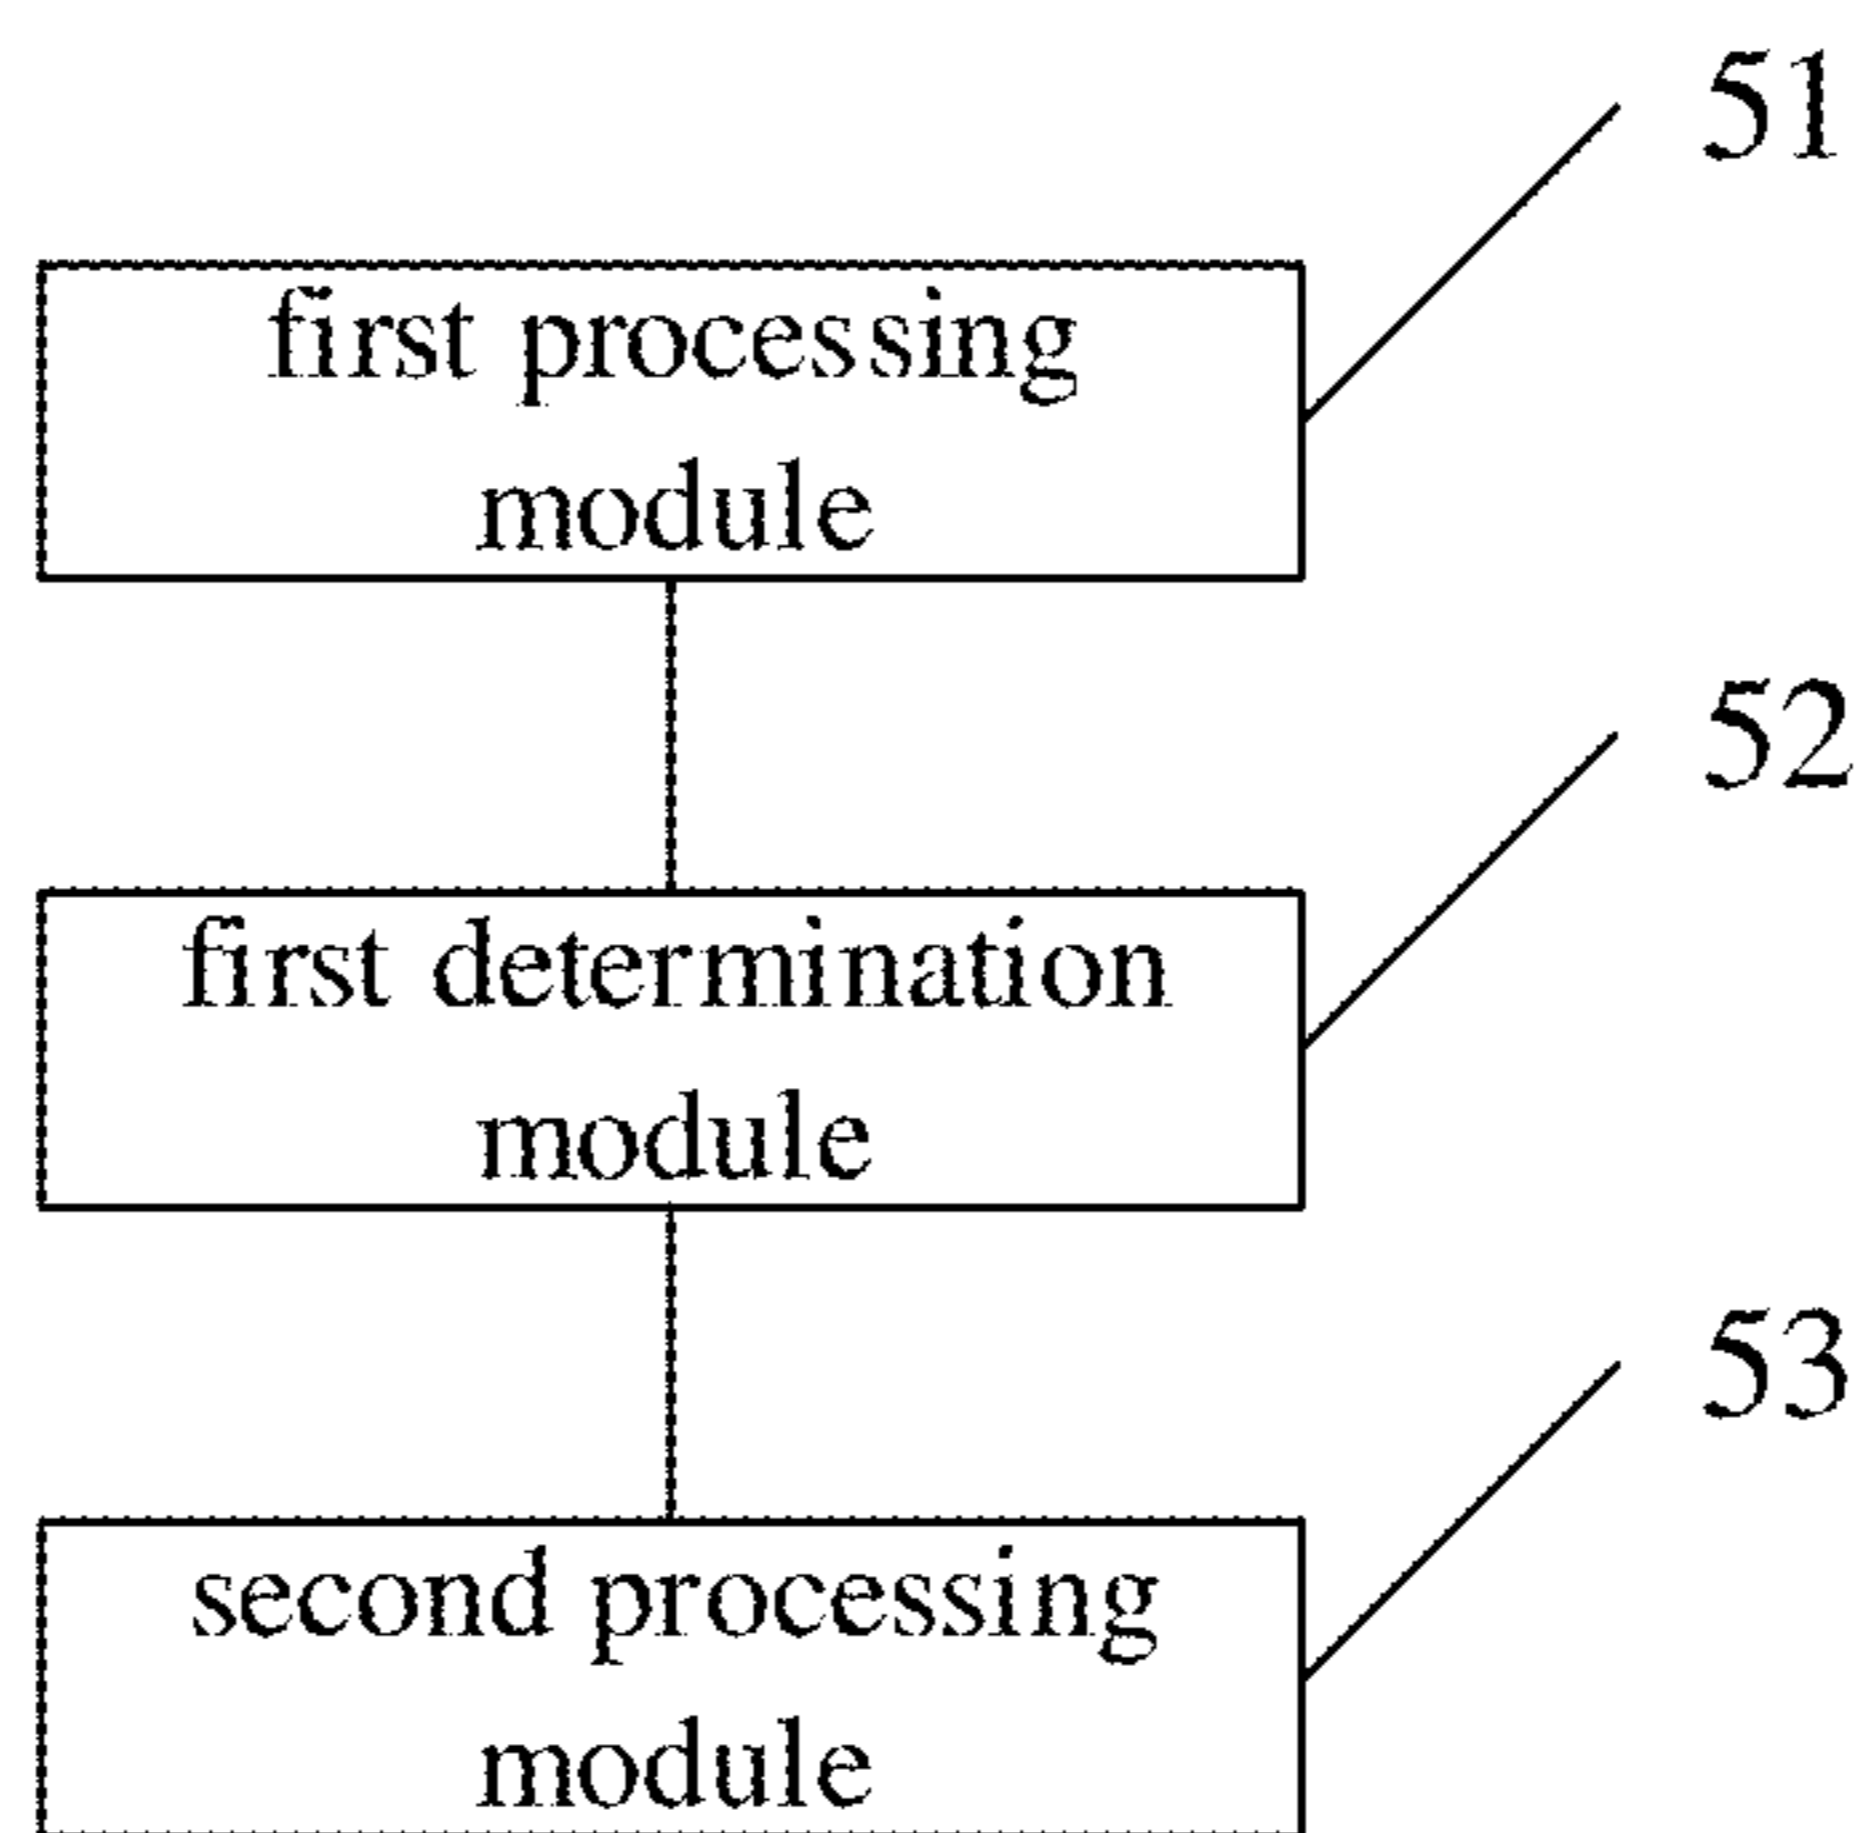 51
first processing
module
52
first determination
module
53
second processing
module